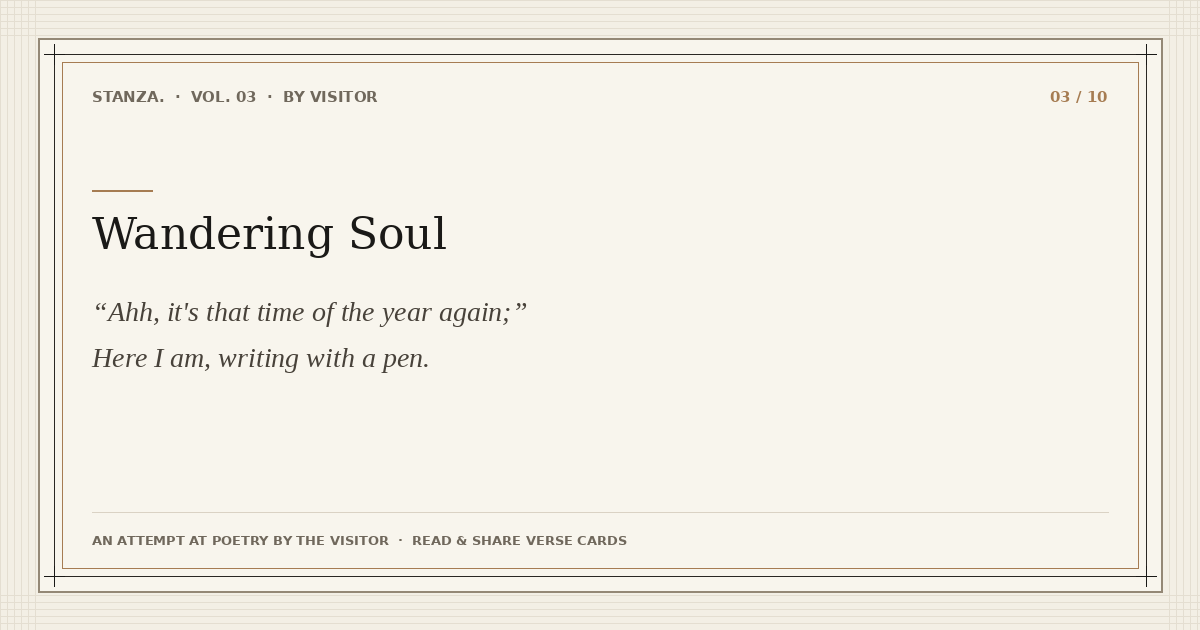 STANZA. · VOL. 03 · BY VISITOR
03 / 10
Wandering Soul
“Ahh, it's that time of the year again;”
Here I am, writing with a pen.
AN ATTEMPT AT POETRY BY THE VISITOR · READ & SHARE VERSE CARDS